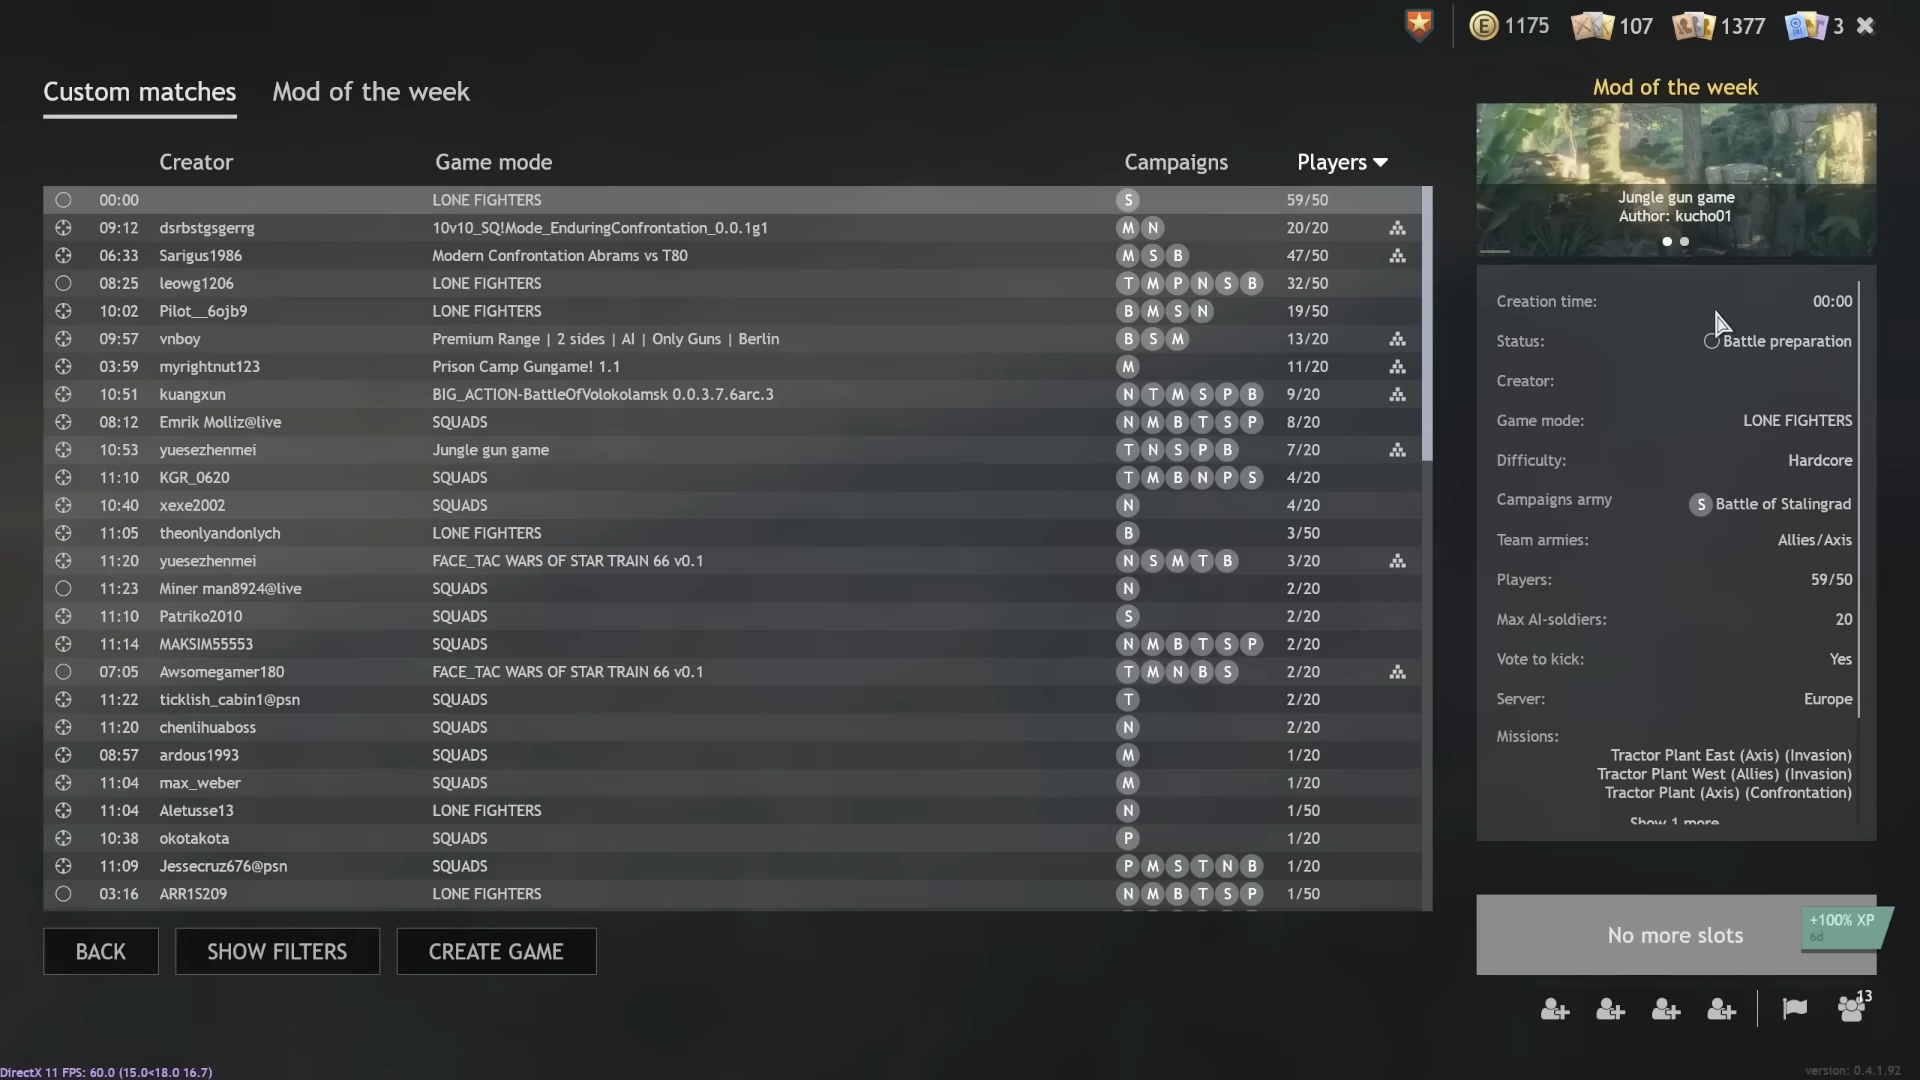 E 1175 107 1377 3
Custom matches Mod of the week
Mod of the week
Jungle gun game
Author: kucho01
Creator Game mode Campaigns Players
00:00 LONE FIGHTERS S 59/50
09:12 dsrbstgsgerrg 10v10_SQ!Mode_EnduringConfrontation_0.0.1g1 M N 20/20
06:33 Sarigus1986 Modern Confrontation Abrams vs T80 M S B 47/50
08:25 leowg1206 LONE FIGHTERS T M P N S B 32/50
10:02 Pilot__6ojb9 LONE FIGHTERS B M S N 19/50
09:57 vnboy Premium Range | 2 sides | AI | Only Guns | Berlin B S M 13/20
03:59 myrightnut123 Prison Camp Gungame! 1.1 M 11/20
10:51 kuangxun BIG_ACTION-BattleOfVolokolamsk 0.0.3.7.6arc.3 N T M S P B 9/20
08:12 Emrik Molliz@live SQUADS N M B T S P 8/20
10:53 yuesezhenmei Jungle gun game T N S P B 7/20
11:10 KGR_0620 SQUADS T M B N P S 4/20
10:40 xexe2002 SQUADS N 4/20
11:05 theonlyandonlych LONE FIGHTERS B 3/50
11:20 yuesezhenmei FACE_TAC WARS OF STAR TRAIN 66 v0.1 N S M T B 3/20
11:23 Miner man8924@live SQUADS N 2/20
11:10 Patriko2010 SQUADS S 2/20
11:14 MAKSIM55553 SQUADS N M B T S P 2/20
07:05 Awsomegamer180 FACE_TAC WARS OF STAR TRAIN 66 v0.1 T M N B S 2/20
11:22 ticklish_cabin1@psn SQUADS T 2/20
11:20 chenlihuaboss SQUADS N 2/20
08:57 ardous1993 SQUADS M 1/20
11:04 max_weber SQUADS M 1/20
11:04 Aletusse13 LONE FIGHTERS N 1/50
10:38 okotakota SQUADS P 1/20
11:09 Jessecruz676@psn SQUADS P M S T N B 1/20
03:16 ARR1S209 LONE FIGHTERS N M B T S P 1/50
Creation time: 00:00
Status: Battle preparation
Creator:
Game mode: LONE FIGHTERS
Difficulty: Hardcore
Campaigns army S Battle of Stalingrad
Team armies: Allies/Axis
Players: 59/50
Max AI-soldiers: 20
Vote to kick: Yes
Server: Europe
Missions:
Tractor Plant East (Axis) (Invasion)
Tractor Plant West (Allies) (Invasion)
Tractor Plant (Axis) (Confrontation)
Show 1 more
BACK SHOW FILTERS CREATE GAME
No more slots
+100% XP
6d
13
DirectX 11 FPS: 60.0 (15.0<18.0 16.7)
version: 0.4.1.92